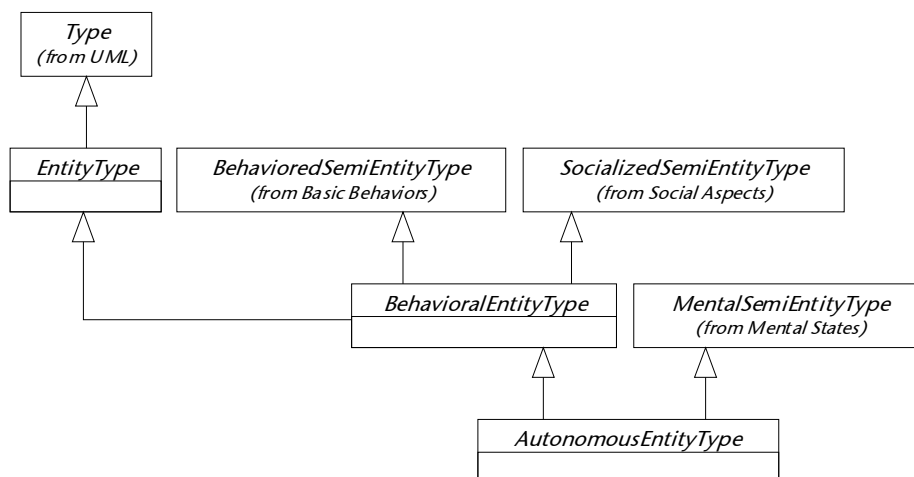 Type
(from UML)
EntityType
BehavioredSemiEntityType
(from Basic Behaviors)
SocializedSemiEntityType
(from Social Aspects)
BehavioralEntityType
MentalSemiEntityType
(from Mental States)
AutonomousEntityType